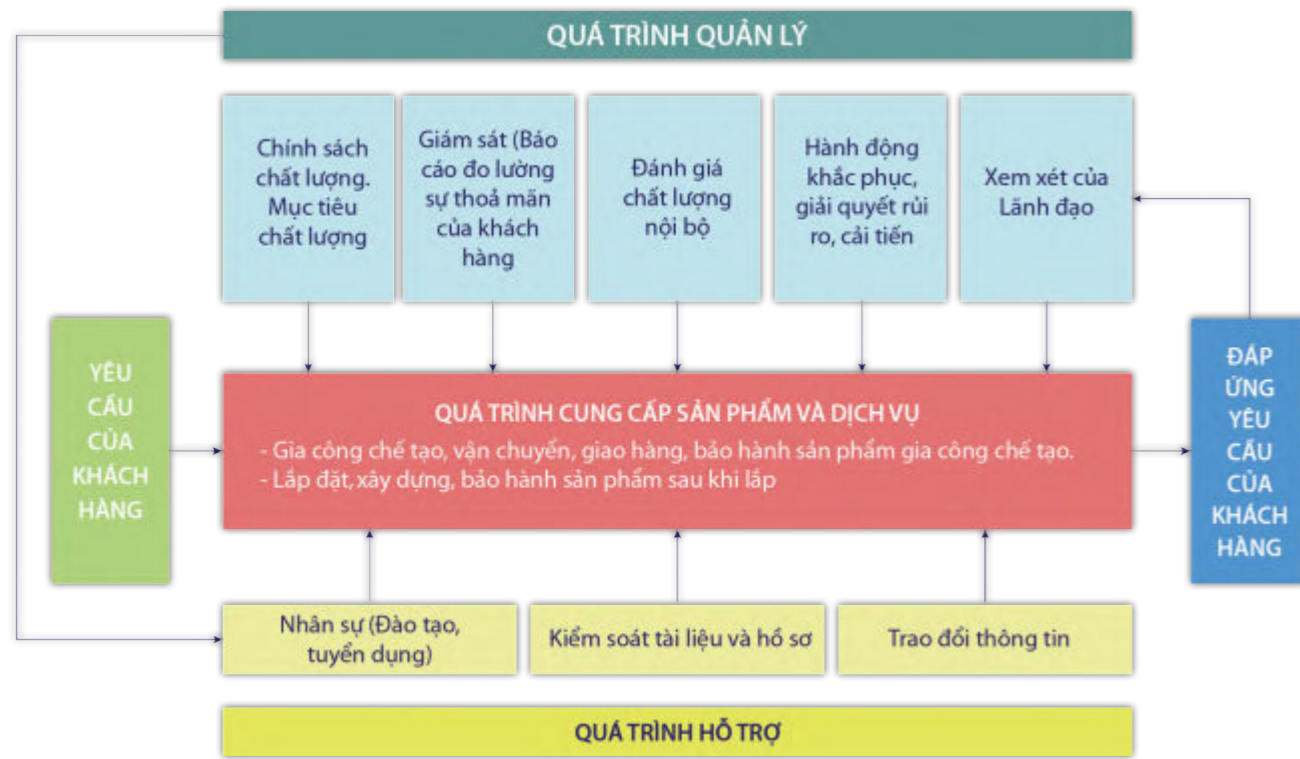 QUÁ TRÌNH QUẢN LÝ
Chính sách
chất lượng.
Mục tiêu
chất lượng
Giám sát (Báo
cáo đo lường
sự thoả mãn
của khách
hàng
Đánh giá
chất lượng
nội bộ
Hành động
khắc phục,
giải quyết rủi
ro, cải tiến
Xem xét của
Lãnh đạo
YÊU
CẤU
CỦA
KHÁCH
HÀNG
QUÁ TRÌNH CUNG CẤP SẢN PHẨM VÀ DỊCH VỤ
- Gia công chế tạo, vận chuyển, giao hàng, bảo hành sản phẩm gia công chế tạo.
- Lắp đặt, xây dựng, bảo hành sản phẩm sau khi lắp
ĐÁP
ỨNG
YÊU
CẤU
CỦA
KHÁCH
HÀNG
Nhân sự (Đào tạo,
tuyển dụng)
Kiểm soát tài liệu và hồ sơ
Trao đổi thông tin
QUÁ TRÌNH HỖ TRỢ